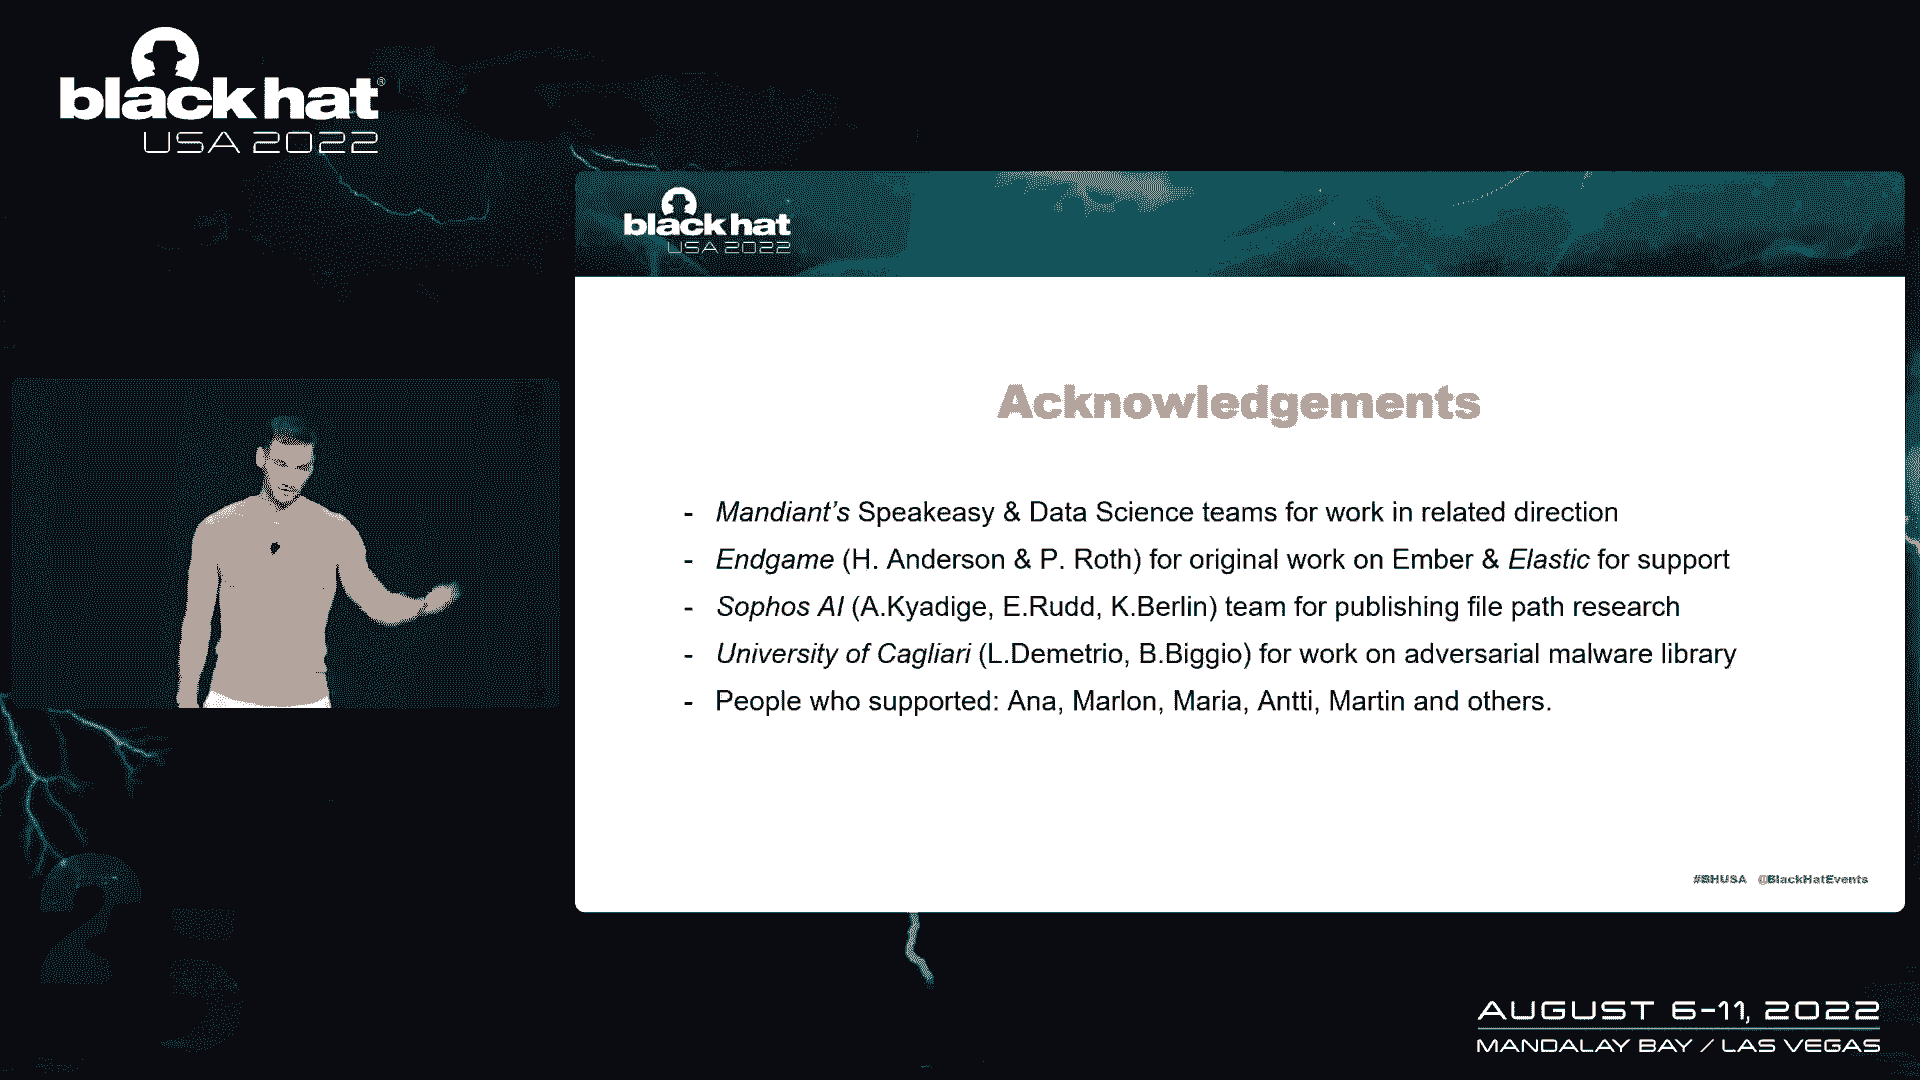 black hat®
USA 2022
black hat
USA 2022
Acknowledgements
- Mandiant’s Speakeasy & Data Science teams for work in related direction
- Endgame (H. Anderson & P. Roth) for original work on Ember & Elastic for support
- Sophos AI (A.Kyadige, E.Rudd, K.Berlin) team for publishing file path research
- University of Cagliari (L.Demetrio, B.Biggio) for work on adversarial malware library
- People who supported: Ana, Marlon, Maria, Antti, Martin and others.
#BHUSA @BlackHatEvents
25
AUGUST 6-11, 2022
MANDALAY BAY / LAS VEGAS